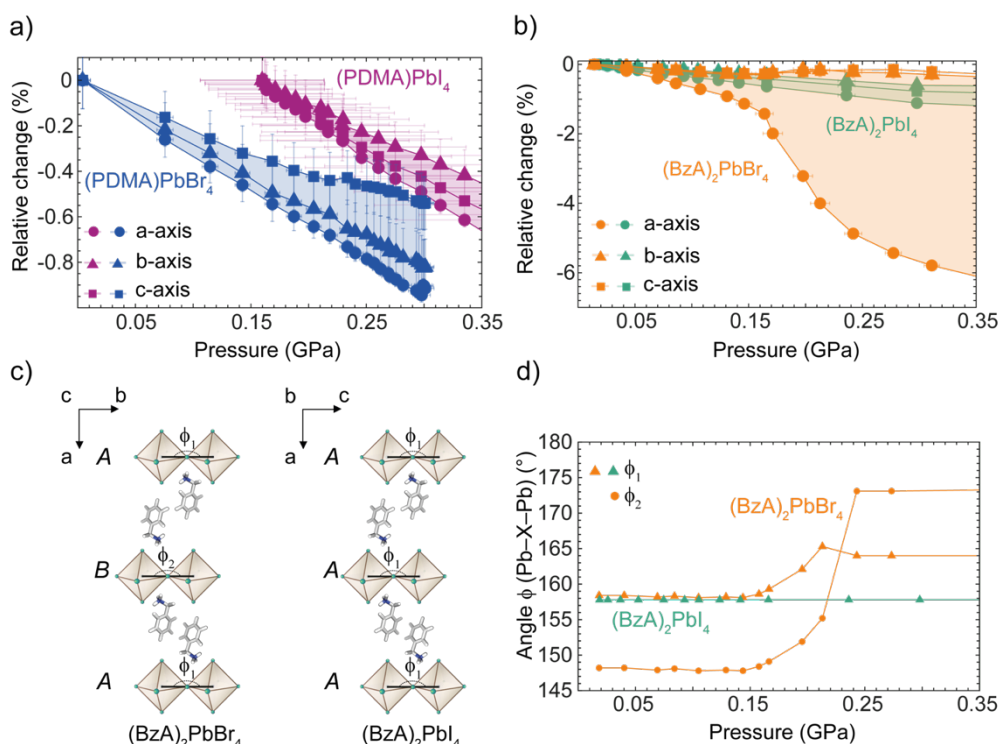 a)
(PDMA)PbI₄
(PDMA)PbBr₄
Relative change (%)
0
-0.2
-0.4
-0.6
-0.8
a-axis
b-axis
c-axis
0.05
0.15
0.25
0.35
Pressure (GPa)
b)
(BzA)₂PbI₄
(BzA)₂PbBr₄
Relative change (%)
0
-2
-4
-6
a-axis
b-axis
c-axis
0.05
0.15
0.25
0.35
Pressure (GPa)
c)
c b
a
A ϕ₁
B ϕ₂
A ϕ₁
(BzA)₂PbBr₄
b c
a
A ϕ₁
A ϕ₁
A ϕ₁
(BzA)₂PbI₄
d)
Angle ϕ (Pb–X–Pb) (°)
180
175
170
165
160
155
150
145
ϕ₁
ϕ₂
(BzA)₂PbBr₄
(BzA)₂PbI₄
0.05
0.15
0.25
0.35
Pressure (GPa)